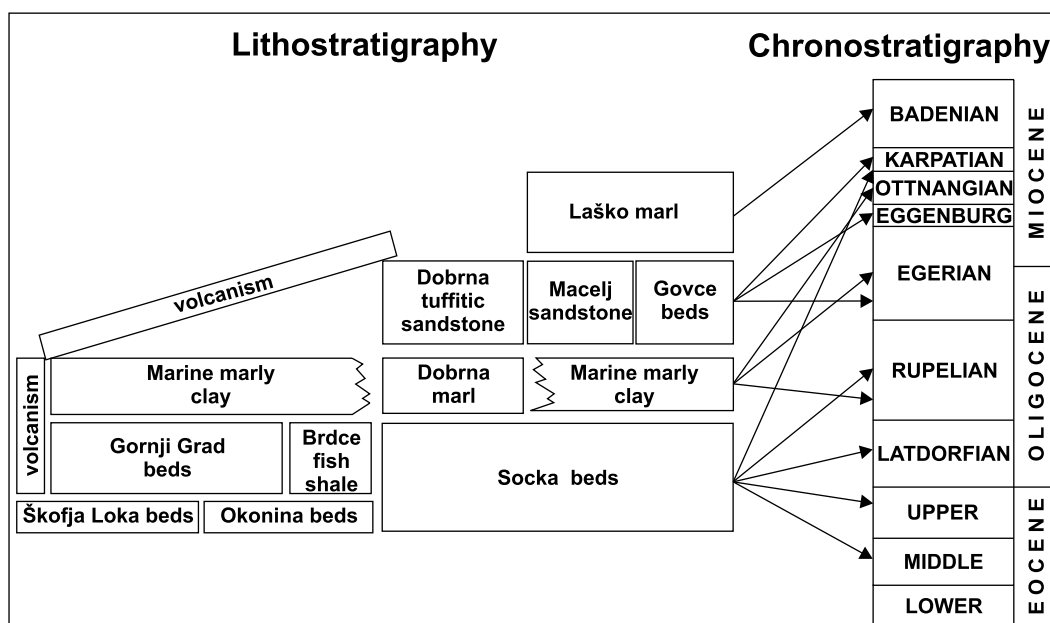 Lithostratigraphy
Chronostratigraphy
Laško marl
volcanism
Dobrna
tuffitic
sandstone
Macelj
sandstone
Govce
beds
volcanism
Marine marly
clay
Dobrna
marl
Marine marly
clay
Gornji Grad
beds
Brdce
fish
shale
Socka beds
Škofja Loka beds
Okonina beds
BADENIAN
KARPATIAN
OTTNANGIAN
EGGENBURG
EGERIAN
RUPELIAN
LATDORFIAN
UPPER
MIDDLE
LOWER
MIOCENE
OLIGOCENE
EOCENE